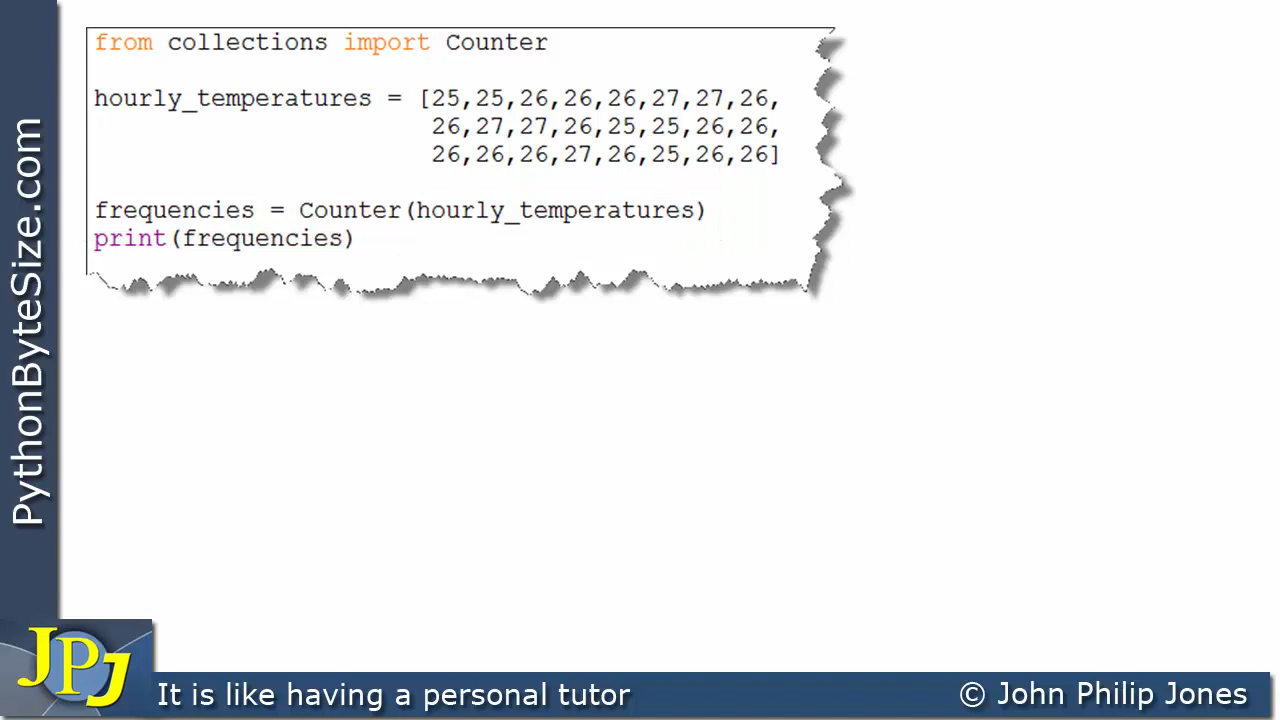 from collections import Counter
hourly_temperatures = [25,25,26,26,26,27,27,26,
26,27,27,26,25,25,26,26,
26,26,26,27,26,25,26,26]
frequencies = Counter(hourly_temperatures)
print(frequencies)
PythonByteSize.com
JPJ
It is like having a personal tutor
© John Philip Jones